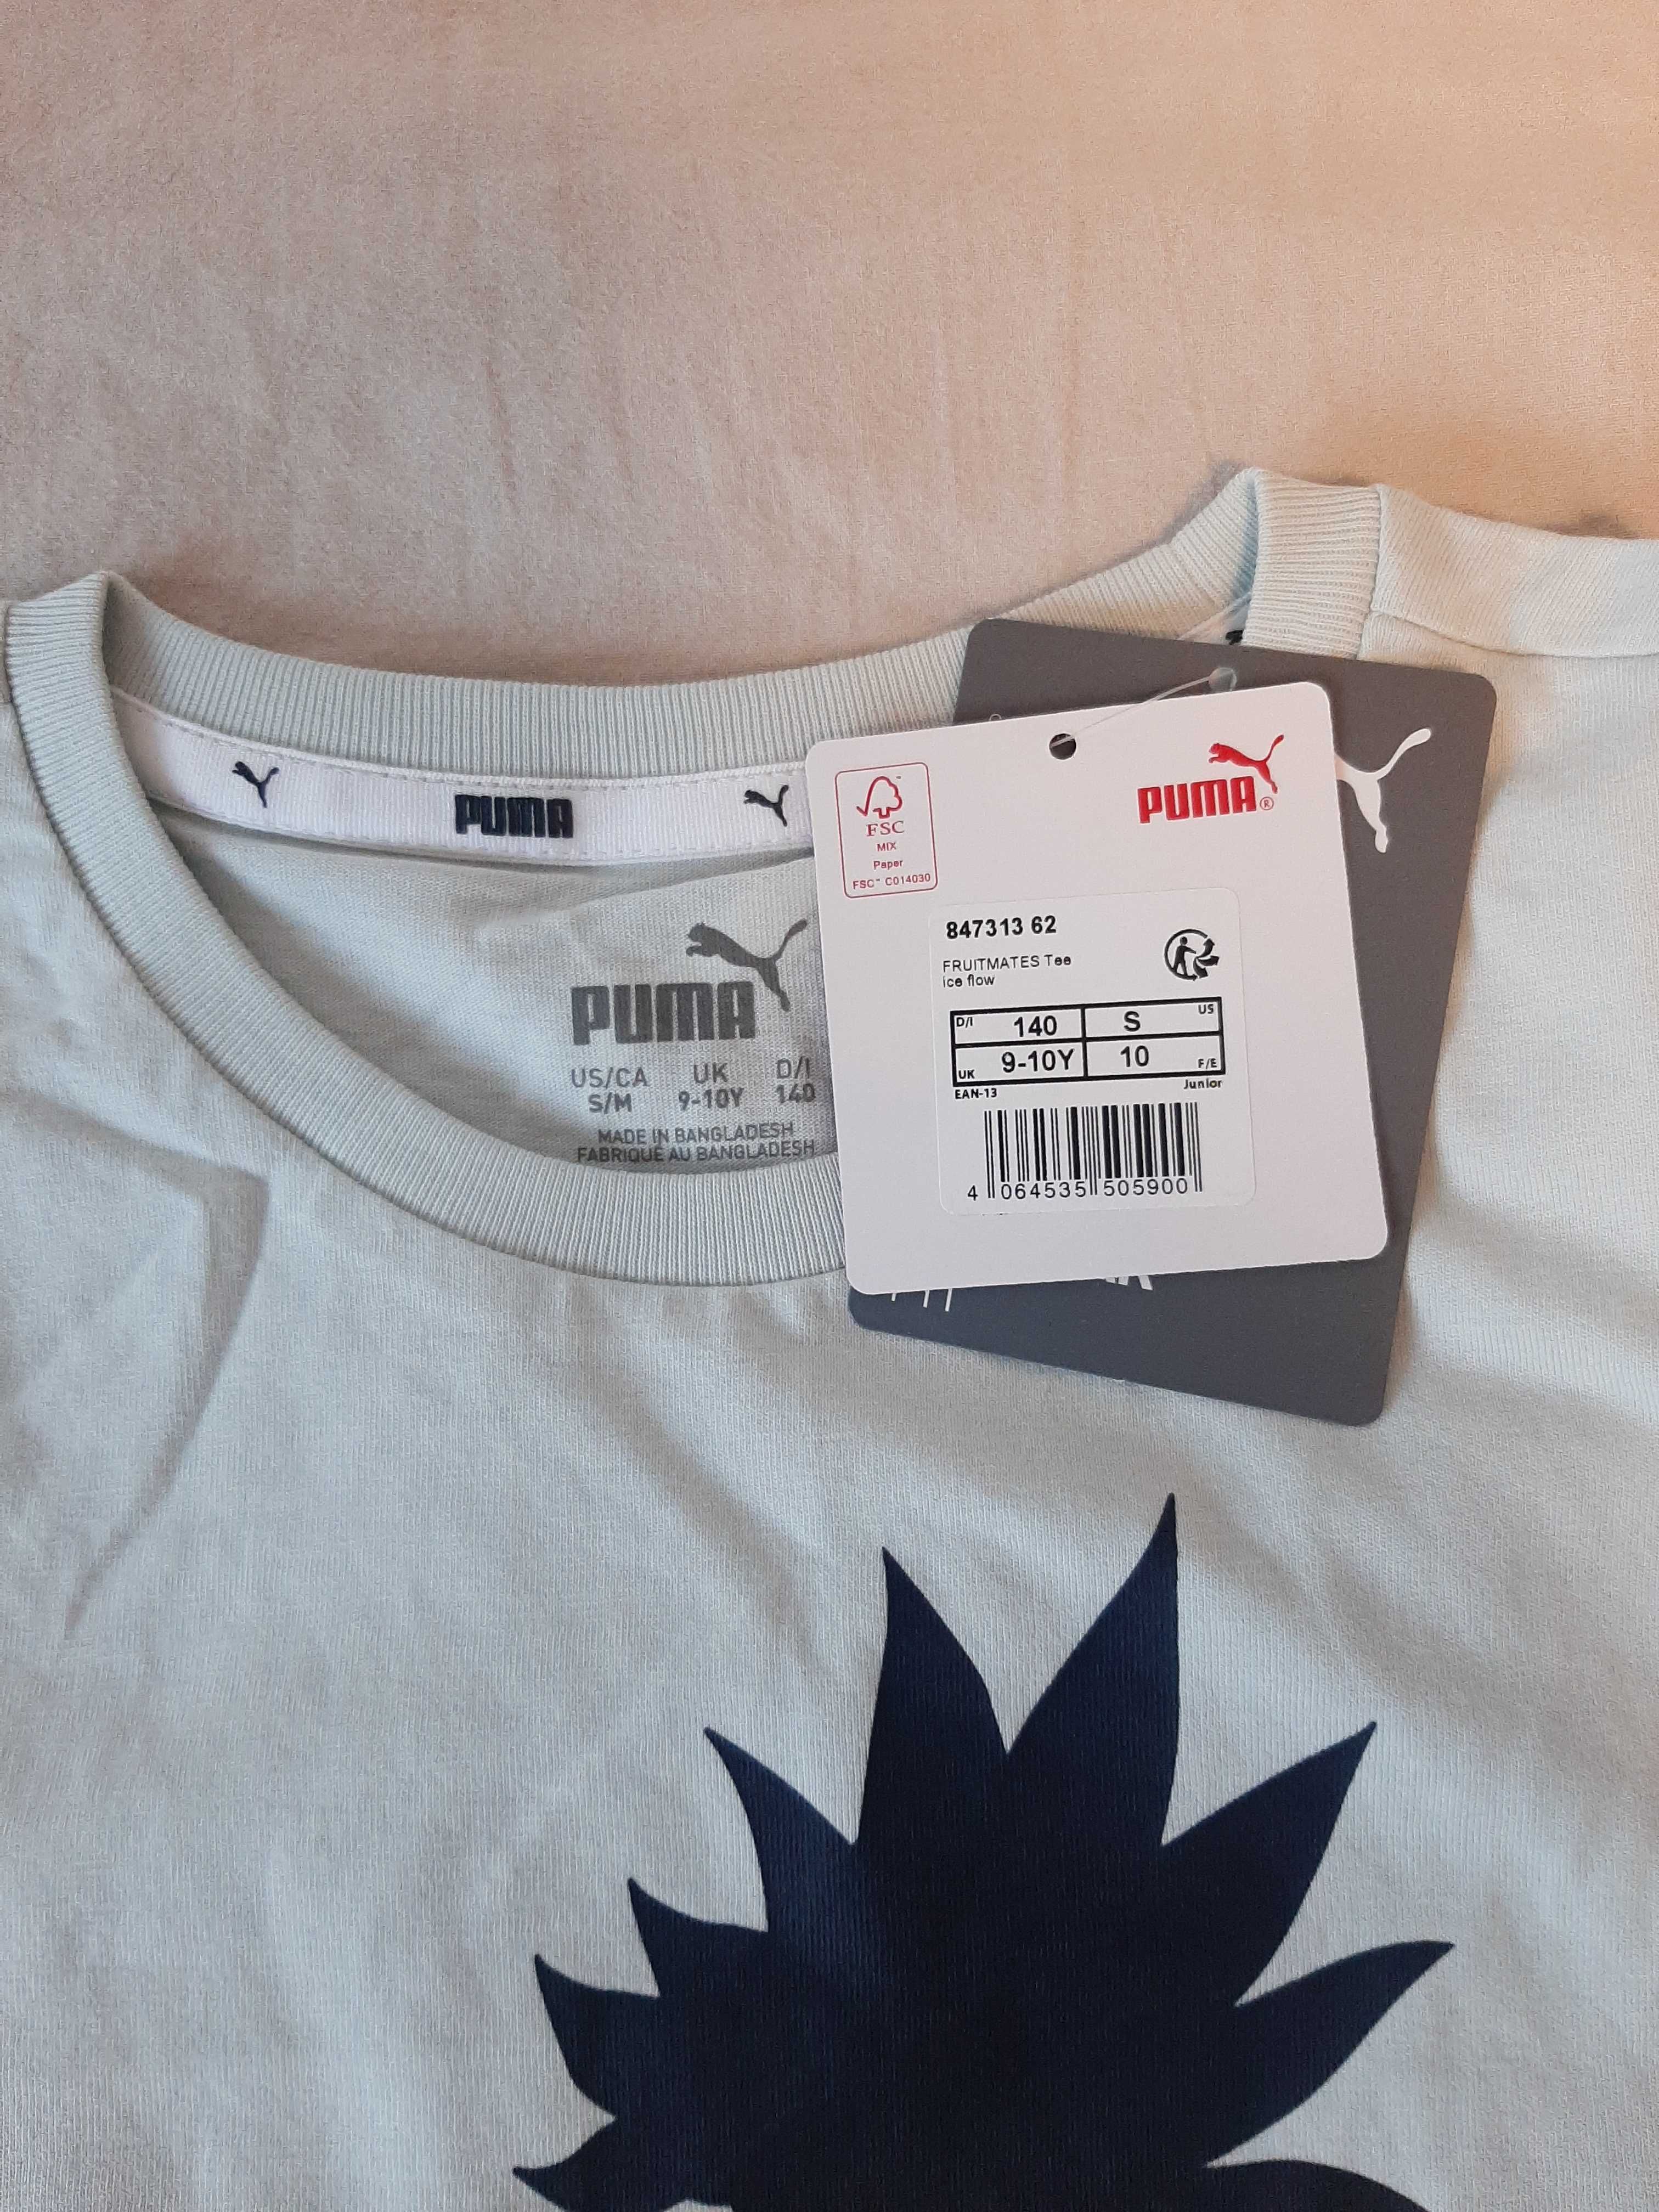 PUMA
PUMA
US/CA UK D/I
S/M 9-10Y 140
MADE IN BANGLADESH
FABRIQUÉ AU BANGLADESH
PUMA®
FSC™
MIX
Paper
FSC™ C014030
847313 62
FRUITMATES Tee
ice flow
D/I 140 S US
UK 9-10Y 10 F/E
EAN-13 Junior
4 064535 505900